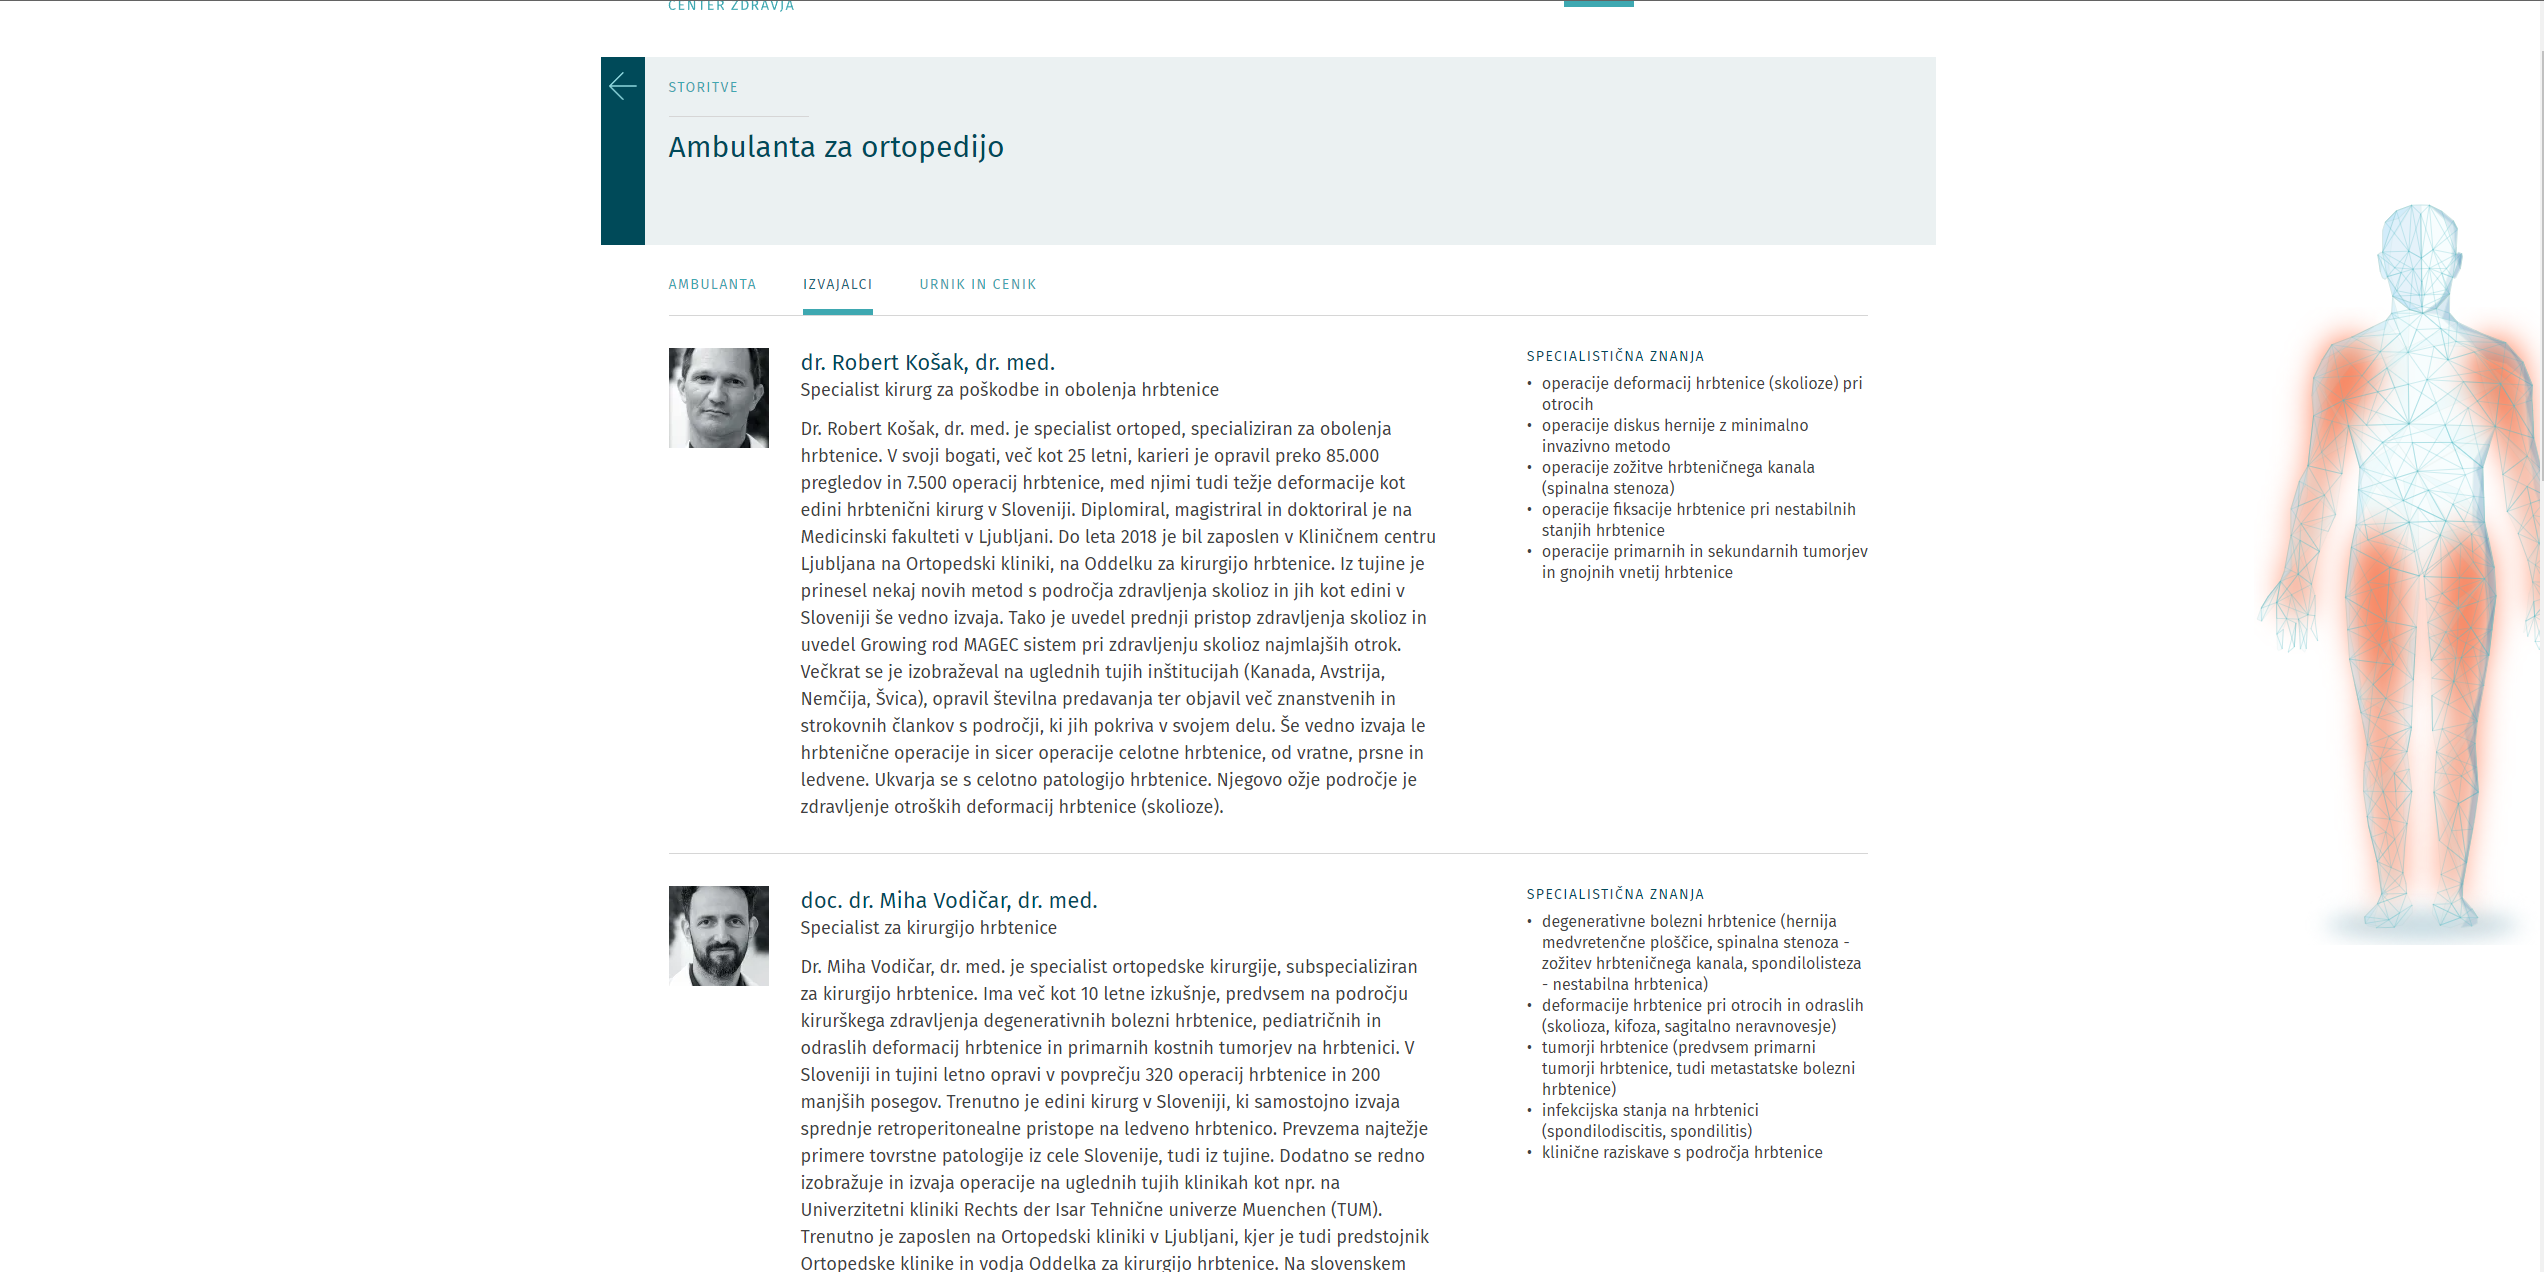 CENTER ZDRAVJA
STORITVE
Ambulanta za ortopedijo
AMBULANTA
IZVAJALCI
URNIK IN CENIK
dr. Robert Košak, dr. med.
Specialist kirurg za poškodbe in obolenja hrbtenice
Dr. Robert Košak, dr. med. je specialist ortoped, specializiran za obolenja
hrbtenice. V svoji bogati, več kot 25 letni, karieri je opravil preko 85.000
pregledov in 7.500 operacij hrbtenice, med njimi tudi težje deformacije kot
edini hrbtenični kirurg v Sloveniji. Diplomiral, magistriral in doktoriral je na
Medicinski fakulteti v Ljubljani. Do leta 2018 je bil zaposlen v Kliničnem centru
Ljubljana na Ortopedski kliniki, na Oddelku za kirurgijo hrbtenice. Iz tujine je
prinesel nekaj novih metod s področja zdravljenja skolioz in jih kot edini v
Sloveniji še vedno izvaja. Tako je uvedel prednji pristop zdravljenja skolioz in
uvedel Growing rod MAGEC sistem pri zdravljenju skolioz najmlajših otrok.
Večkrat se je izobraževal na uglednih tujih inštitucijah (Kanada, Avstrija,
Nemčija, Švica), opravil številna predavanja ter objavil več znanstvenih in
strokovnih člankov s področji, ki jih pokriva v svojem delu. Še vedno izvaja le
hrbtenične operacije in sicer operacije celotne hrbtenice, od vratne, prsne in
ledvene. Ukvarja se s celotno patologijo hrbtenice. Njegovo ožje področje je
zdravljenje otroških deformacij hrbtenice (skolioze).
SPECIALISTIČNA ZNANJA
• operacije deformacij hrbtenice (skolioze) pri
otrocih
• operacije diskus hernije z minimalno
invazivno metodo
• operacije zožitve hrbteničnega kanala
(spinalna stenoza)
• operacije fiksacije hrbtenice pri nestabilnih
stanjih hrbtenice
• operacije primarnih in sekundarnih tumorjev
in gnojnih vnetij hrbtenice
doc. dr. Miha Vodičar, dr. med.
Specialist za kirurgijo hrbtenice
Dr. Miha Vodičar, dr. med. je specialist ortopedske kirurgije, subspecializiran
za kirurgijo hrbtenice. Ima več kot 10 letne izkušnje, predvsem na področju
kirurškega zdravljenja degenerativnih bolezni hrbtenice, pediatričnih in
odraslih deformacij hrbtenice in primarnih kostnih tumorjev na hrbtenici. V
Sloveniji in tujini letno opravi v povprečju 320 operacij hrbtenice in 200
manjših posegov. Trenutno je edini kirurg v Sloveniji, ki samostojno izvaja
sprednje retroperitonealne pristope na ledveno hrbtenico. Prevzema najtežje
primere tovrstne patologije iz cele Slovenije, tudi iz tujine. Dodatno se redno
izobražuje in izvaja operacije na uglednih tujih klinikah kot npr. na
Univerzitetni kliniki Rechts der Isar Tehnične univerze Muenchen (TUM).
Trenutno je zaposlen na Ortopedski kliniki v Ljubljani, kjer je tudi predstojnik
Ortopedske klinike in vodja Oddelka za kirurgijo hrbtenice. Na slovenskem
SPECIALISTIČNA ZNANJA
• degenerativne bolezni hrbtenice (hernija
medvretenčne ploščice, spinalna stenoza -
zožitev hrbteničnega kanala, spondilolisteza
- nestabilna hrbtenica)
• deformacije hrbtenice pri otrocih in odraslih
(skolioza, kifoza, sagitalno neravnovesje)
• tumorji hrbtenice (predvsem primarni
tumorji hrbtenice, tudi metastatske bolezni
hrbtenice)
• infekcijska stanja na hrbtenici
(spondilodiscitis, spondilitis)
• klinične raziskave s področja hrbtenice